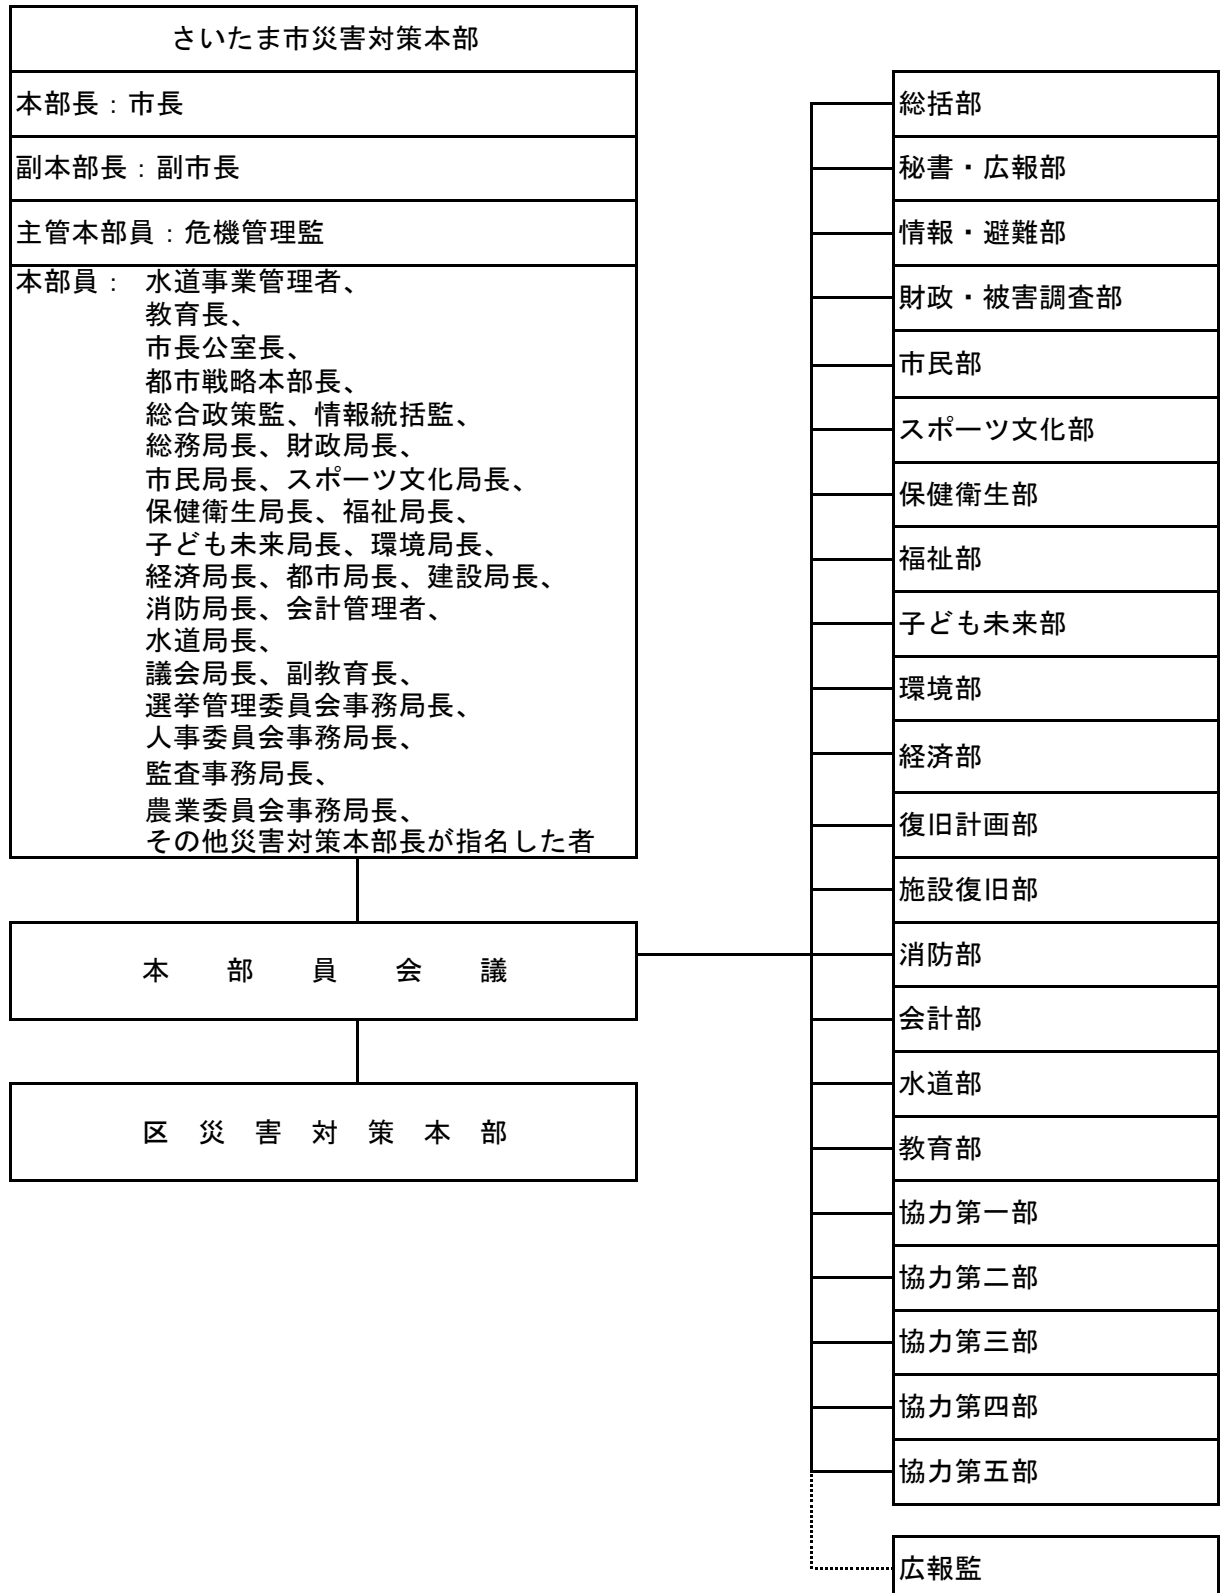 さいたま市災害対策本部
本部長：市長
副本部長：副市長
主管本部員：危機管理監
本部員： 水道事業管理者、
教育長、
市長公室長、
都市戦略本部長、
総合政策監、情報統括監、
総務局長、財政局長、
市民局長、スポーツ文化局長、
保健衛生局長、福祉局長、
子ども未来局長、環境局長、
経済局長、都市局長、建設局長、
消防局長、会計管理者、
水道局長、
議会局長、副教育長、
選挙管理委員会事務局長、
人事委員会事務局長、
監査事務局長、
農業委員会事務局長、
その他災害対策本部長が指名した者
本部員会議
区災害対策本部
総括部
秘書・広報部
情報・避難部
財政・被害調査部
市民部
スポーツ文化部
保健衛生部
福祉部
子ども未来部
環境部
経済部
復旧計画部
施設復旧部
消防部
会計部
水道部
教育部
協力第一部
協力第二部
協力第三部
協力第四部
協力第五部
広報監